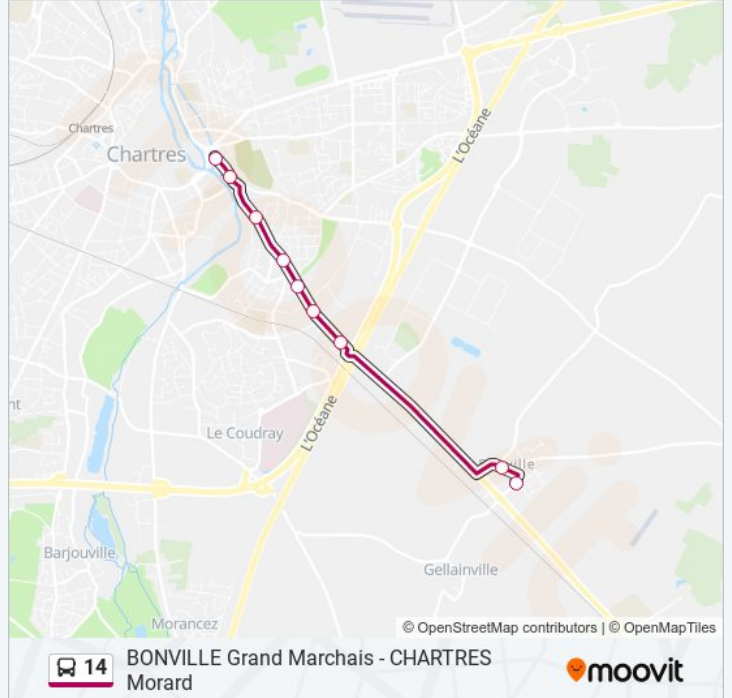 L'Océane
Chartres
Chartres
L'Océane
Le Coudray
Barjouville
Gellainville
Morancez
© OpenStreetMap contributors | © OpenMapTiles
14
BONVILLE Grand Marchais - CHARTRES
Morard
moovit